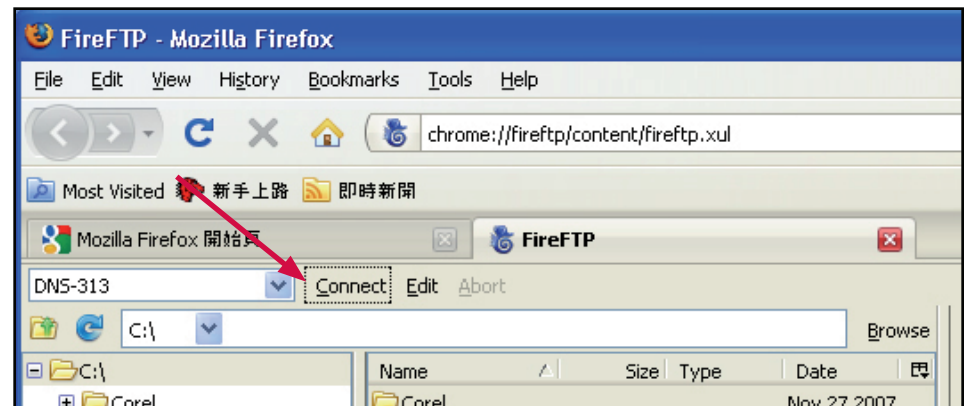 FireFTP - Mozilla Firefox
File Edit View History Bookmarks Tools Help
chrome://fireftp/content/fireftp.xul
Most Visited 新手上路 即時新聞
Mozilla Firefox 開始頁 FireFTP
DNS-313 Connect Edit Abort
C:\ Browse
C:\ Name Size Type Date
Corel Corel Nov 27 2007